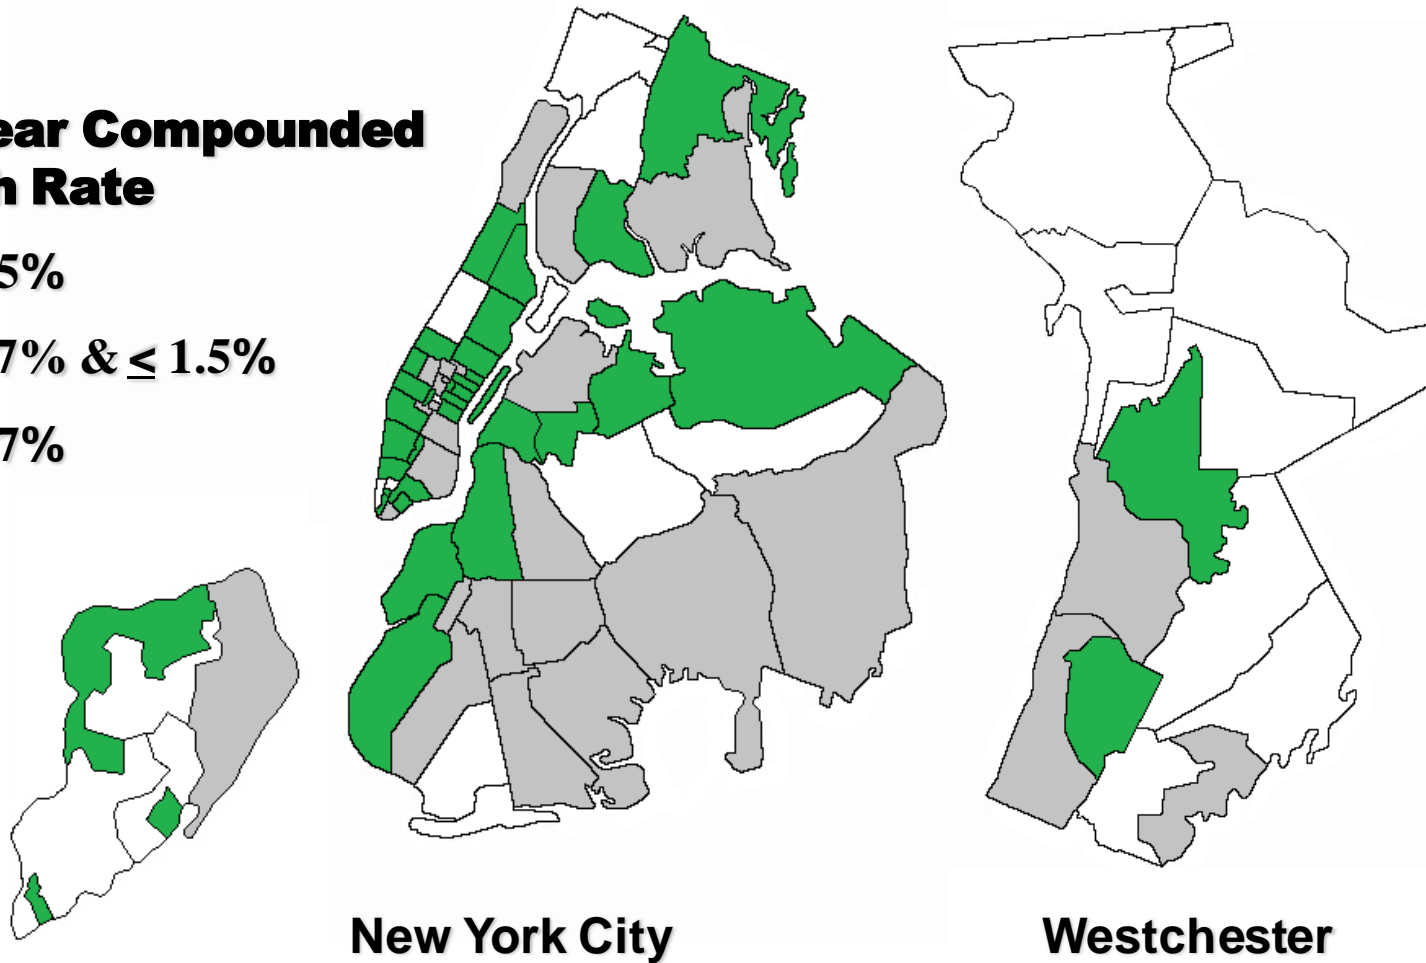 ear Compounded
h Rate
5%
7% & ≤ 1.5%
7%
New York City
Westchester